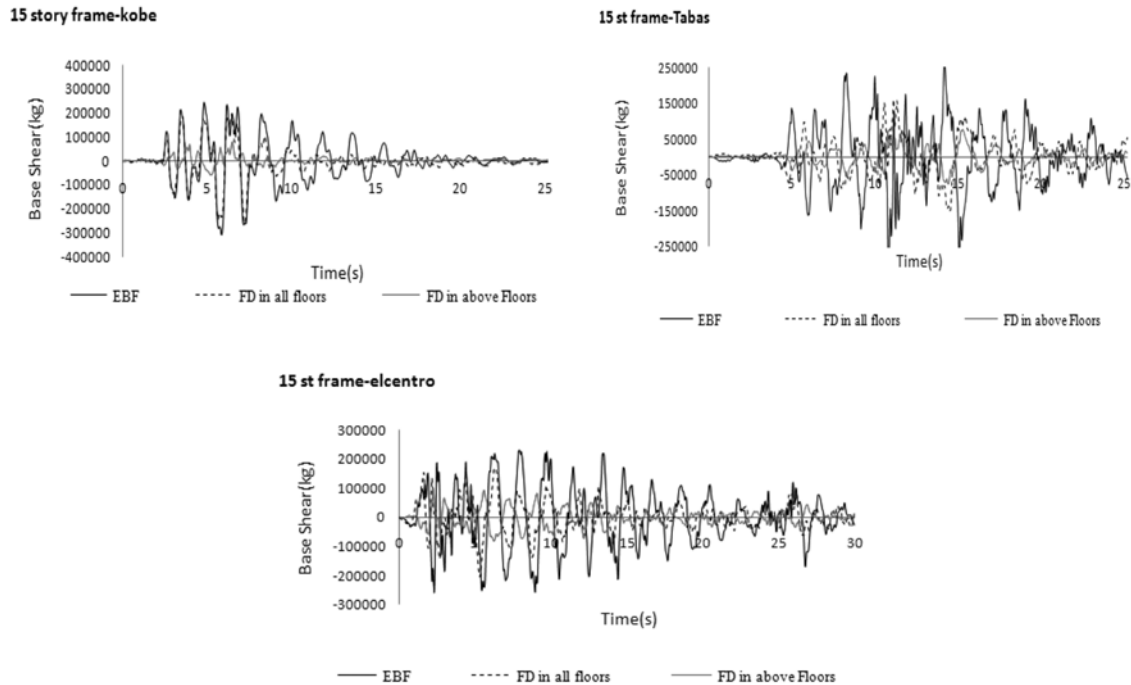 15 story frame-kobe
400000
300000
200000
100000
0
-100000
-200000
-300000
-400000
Base Shear(kg)
0 5 10 15 20 25
Time(s)
EBF FD in all floors FD in above Floors
15 st frame-Tabas
250000
150000
50000
-50000
-150000
-250000
Base Shear(kg)
0 5 10 15 20 25
Time(s)
EBF FD in all floors FD in above Floors
15 st frame-elcentro
300000
200000
100000
0
-100000
-200000
-300000
Base Shear(kg)
0 5 10 15 20 25 30
Time(s)
EBF FD in all floors FD in above Floors